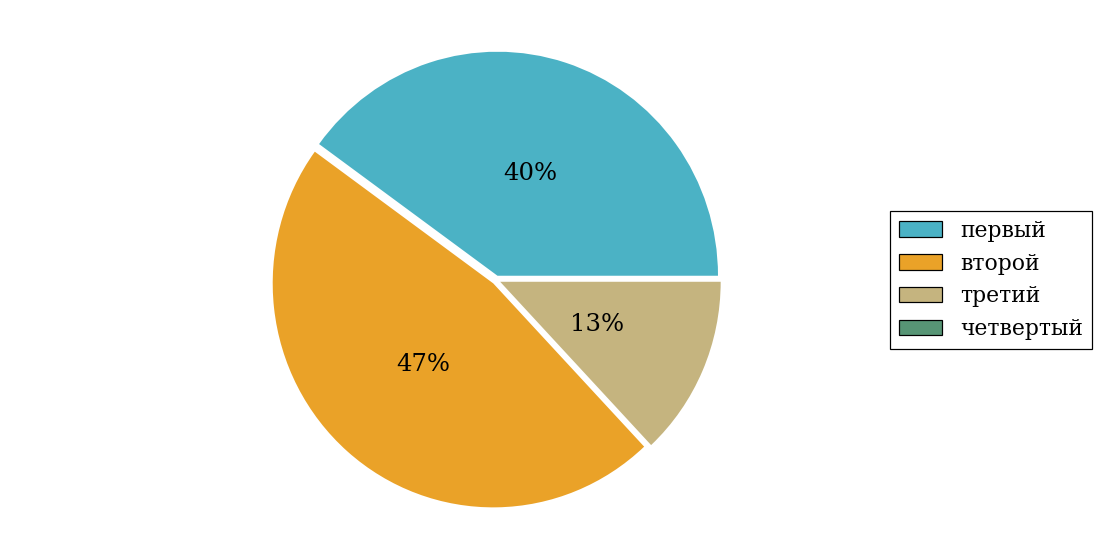 40%
47%
13%
первый
второй
третий
четвертый